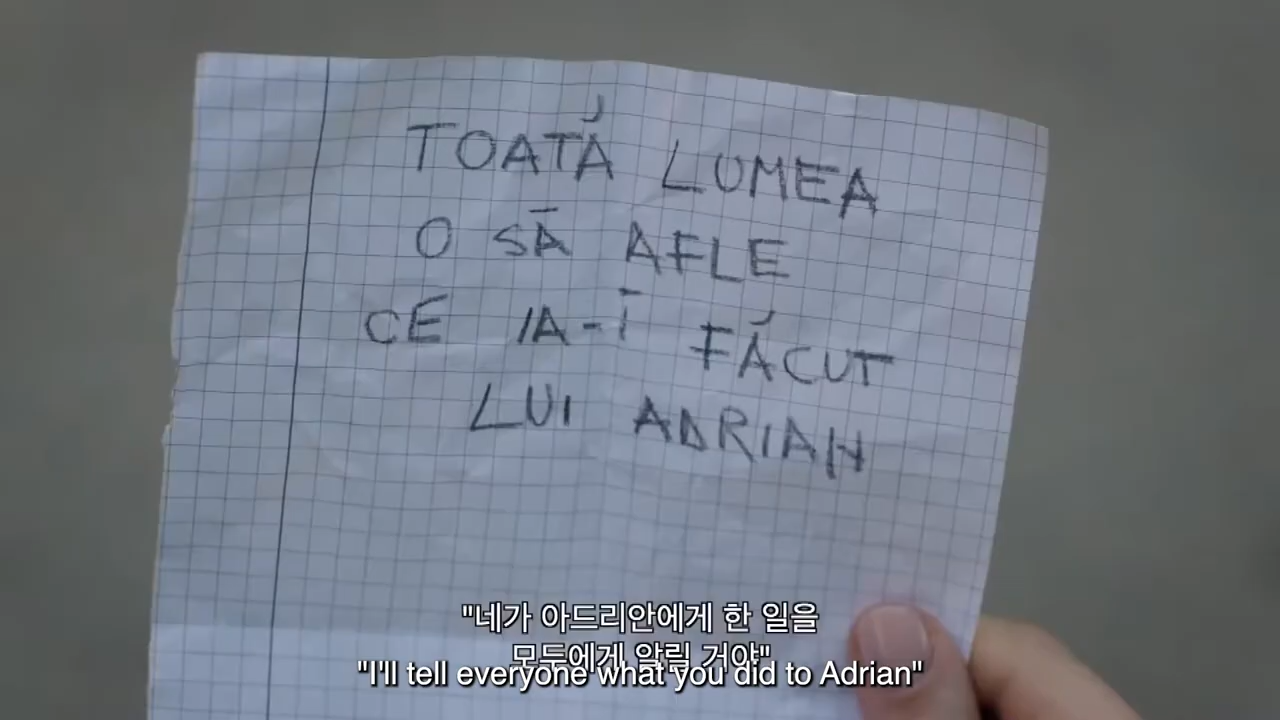 TOATĂ LUMEA
O SĂ AFLE
CE IA-I FĂCUT
LUI ADRIAN
"네가 아드리안에게 한 일을
모두에게 알릴 거야"
"I'll tell everyone what you did to Adrian"